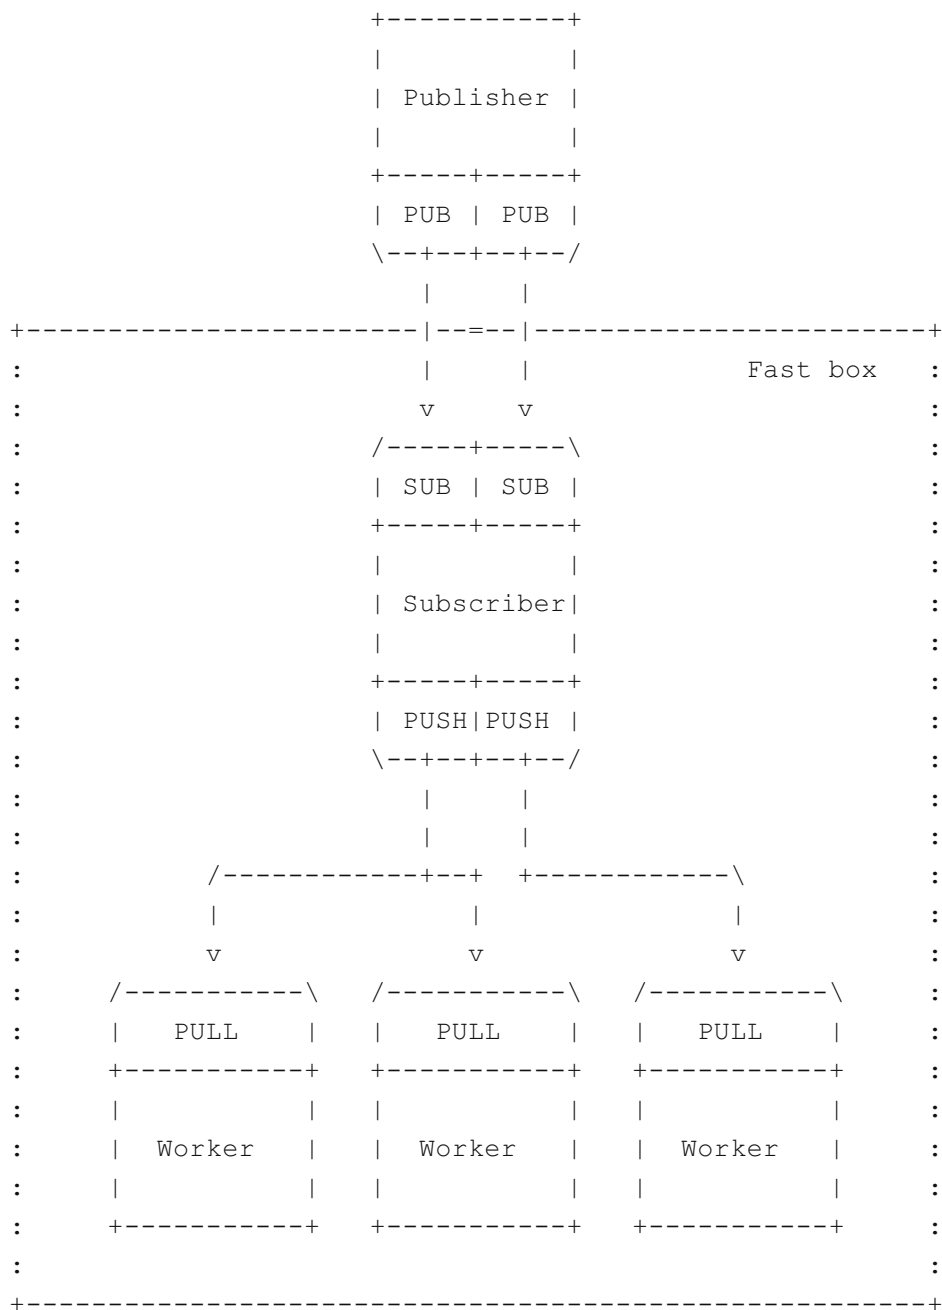 Publisher
PUB PUB
Fast box
SUB SUB
Subscriber
PUSH PUSH
PULL PULL PULL
Worker Worker Worker